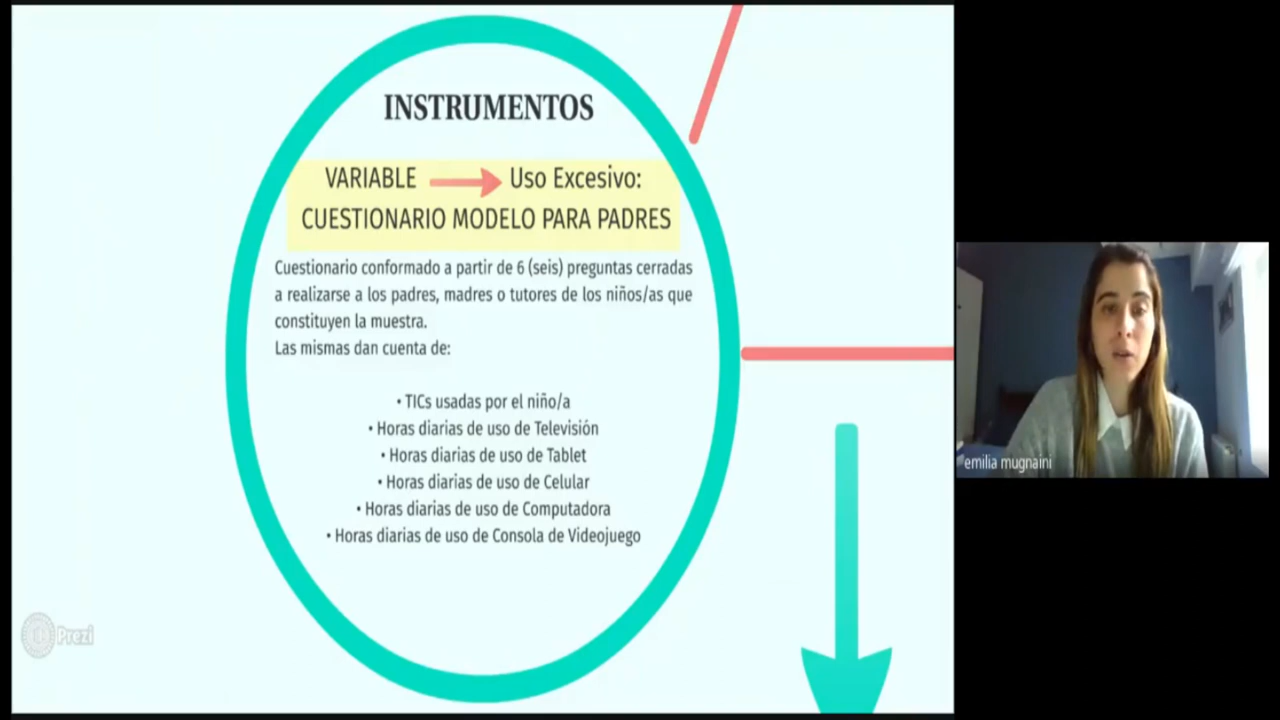 INSTRUMENTOS
VARIABLE Uso Excesivo:
CUESTIONARIO MODELO PARA PADRES
Cuestionario conformado a partir de 6 (seis) preguntas cerradas
a realizarse a los padres, madres o tutores de los niños/as que
constituyen la muestra.
Las mismas dan cuenta de:
• TICs usadas por el niño/a
• Horas diarias de uso de Televisión
• Horas diarias de uso de Tablet
• Horas diarias de uso de Celular
• Horas diarias de uso de Computadora
• Horas diarias de uso de Consola de Videojuego
emilia mugnaini
Prezi